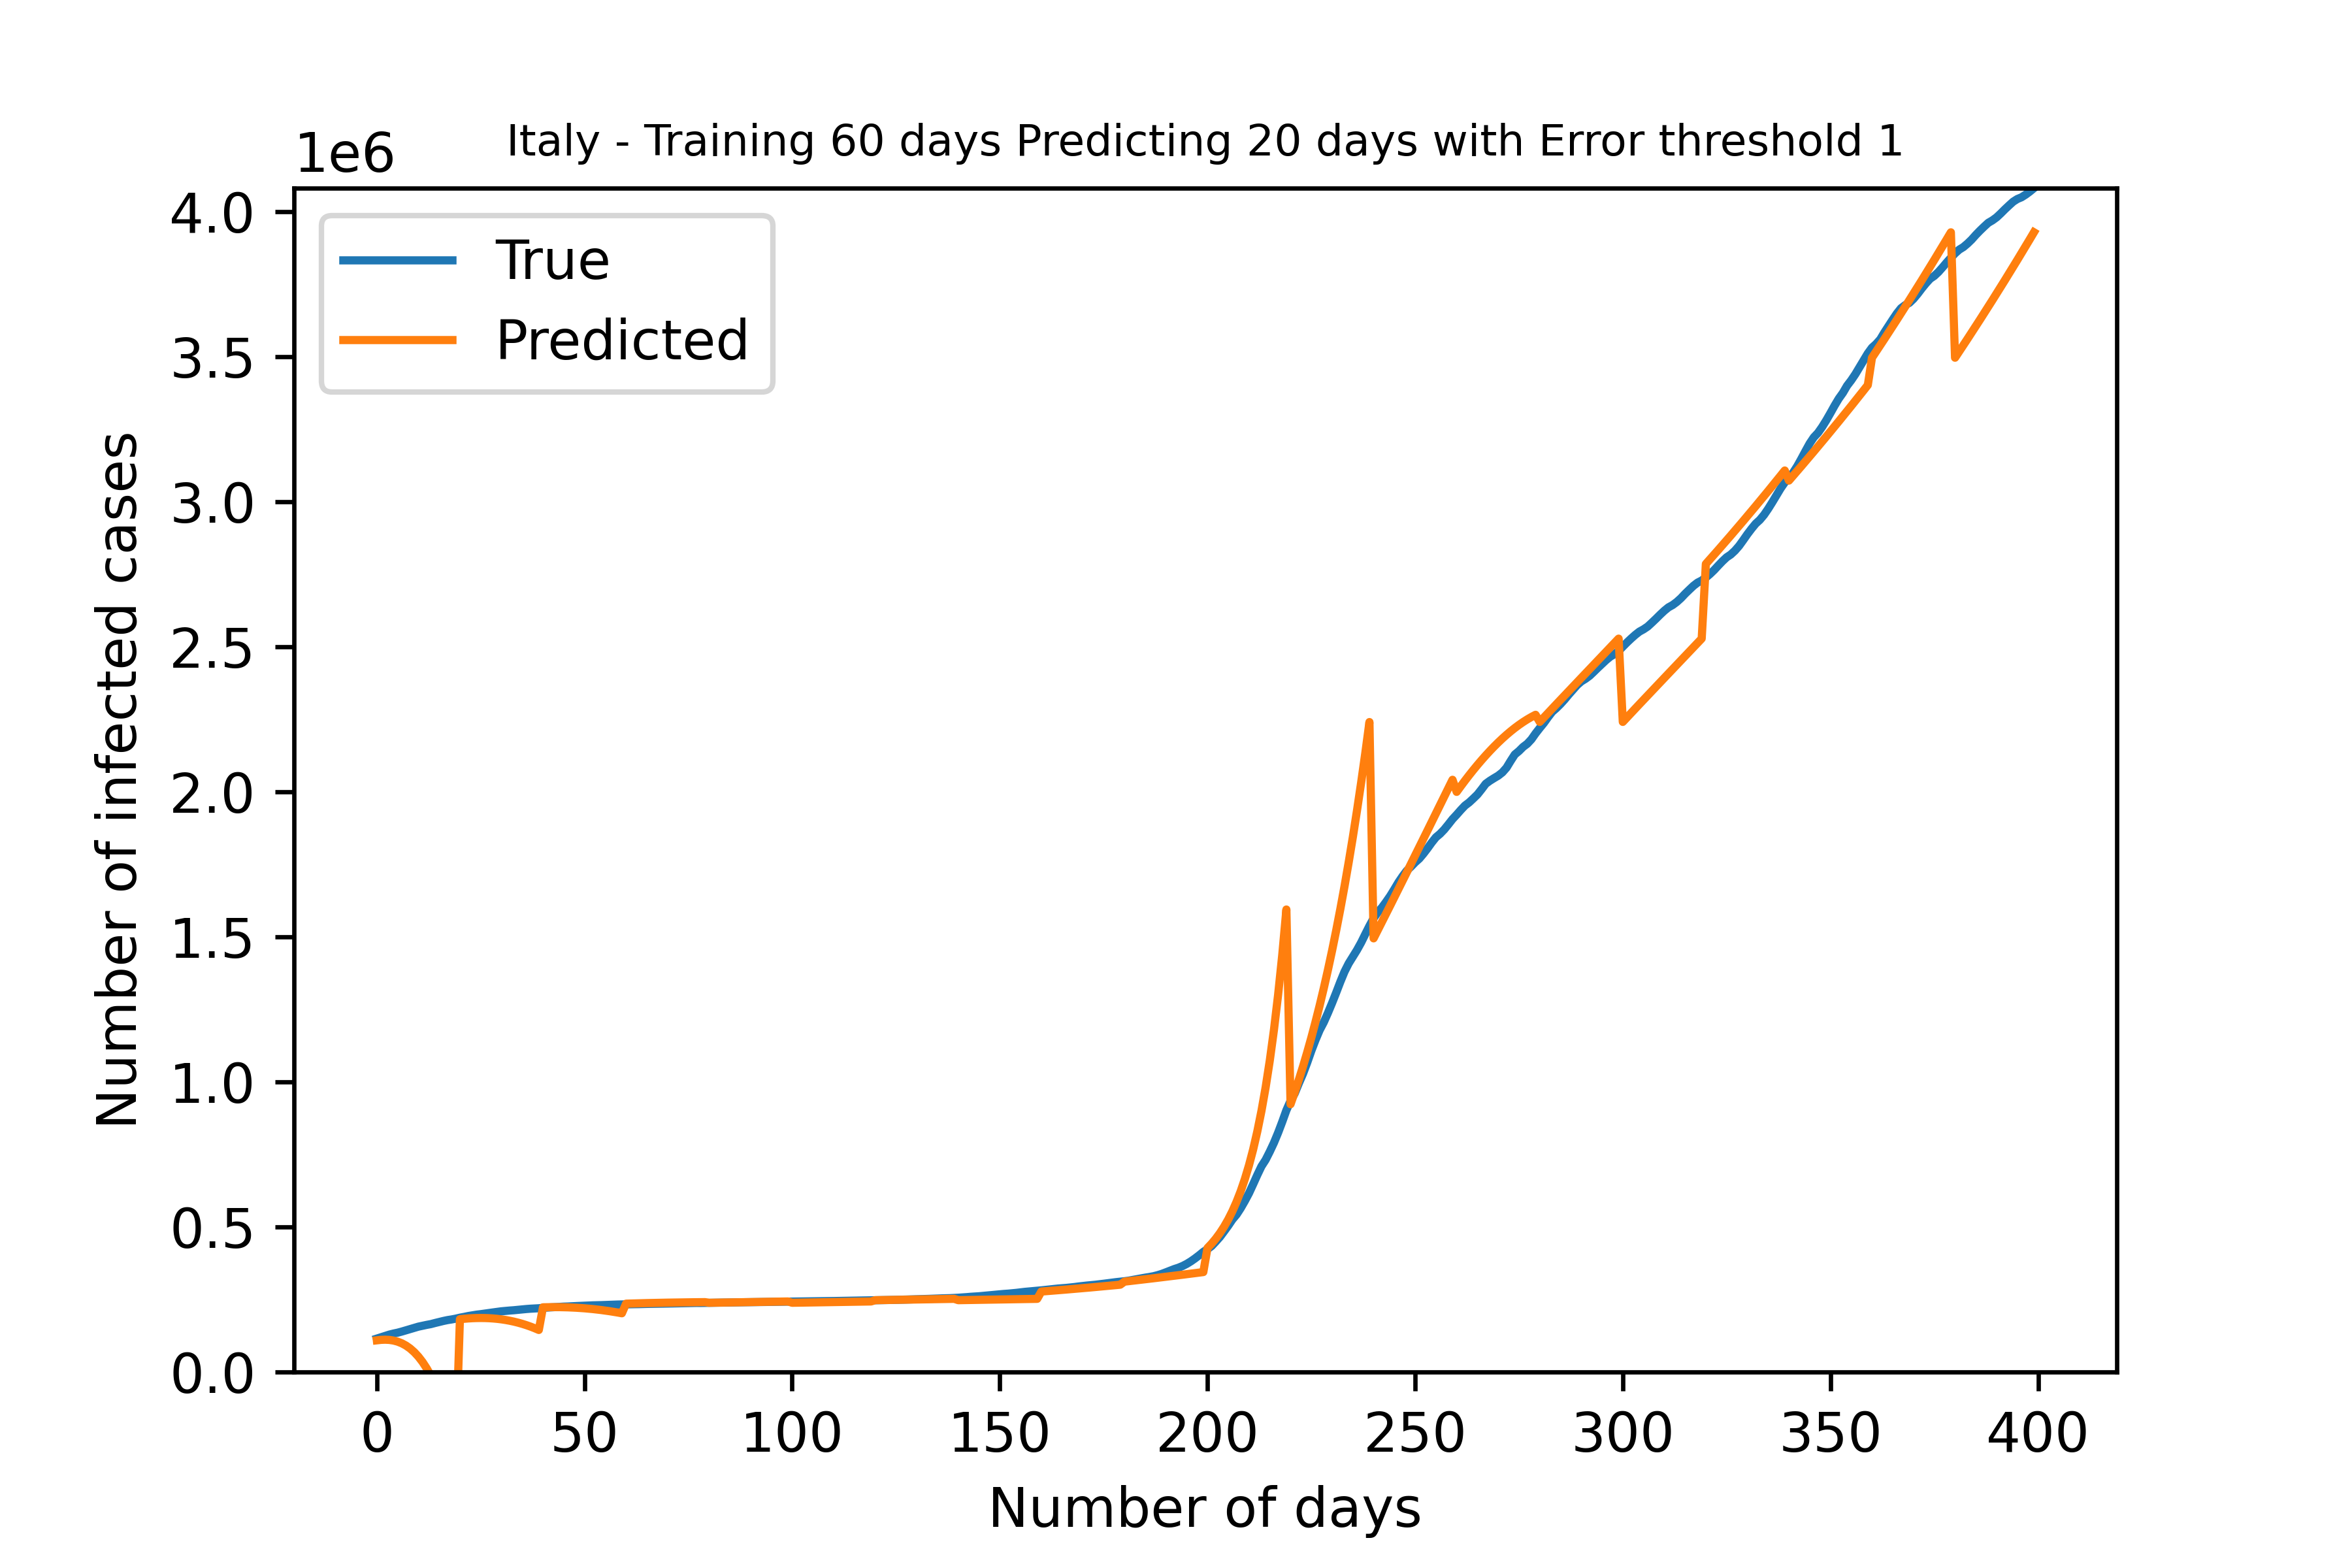 Italy - Training 60 days Predicting 20 days with Error threshold 1
1e6
True
Predicted
4.0
3.5
3.0
2.5
2.0
1.5
1.0
0.5
0.0
Number of infected cases
0 50 100 150 200 250 300 350 400
Number of days